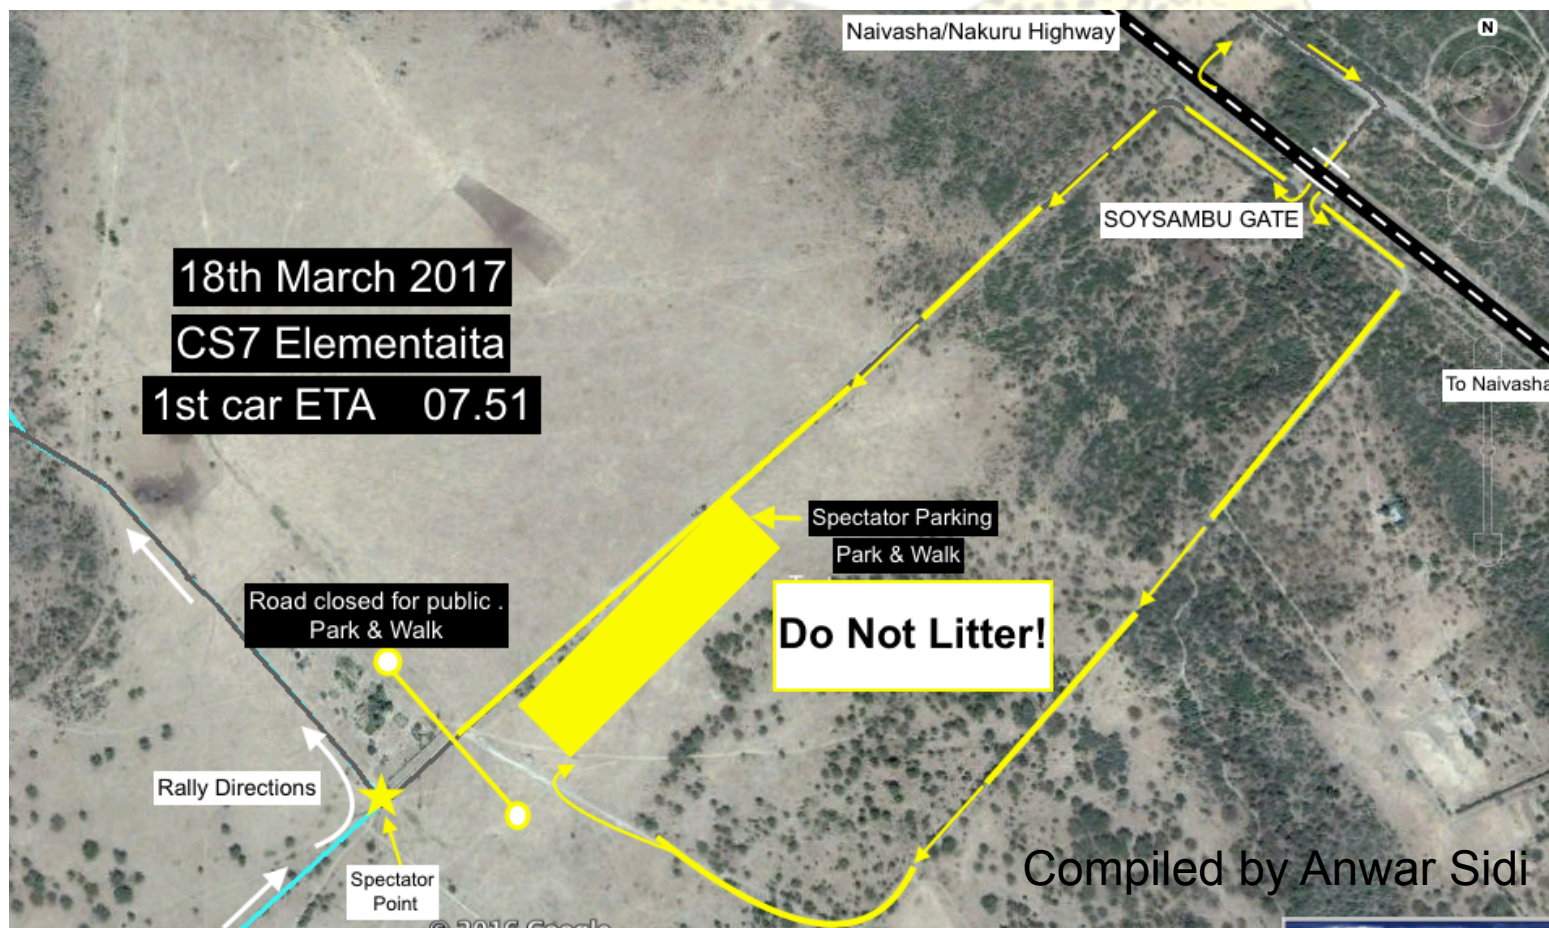 Naivasha/Nakuru Highway
N
SOYSAMBU GATE
18th March 2017
CS7 Elementaita
1st car ETA 07.51
To Naivasha
Spectator Parking
Park & Walk
Do Not Litter!
Road closed for public .
Park & Walk
Rally Directions
Spectator
Point
Compiled by Anwar Sidi
© 2016 Google